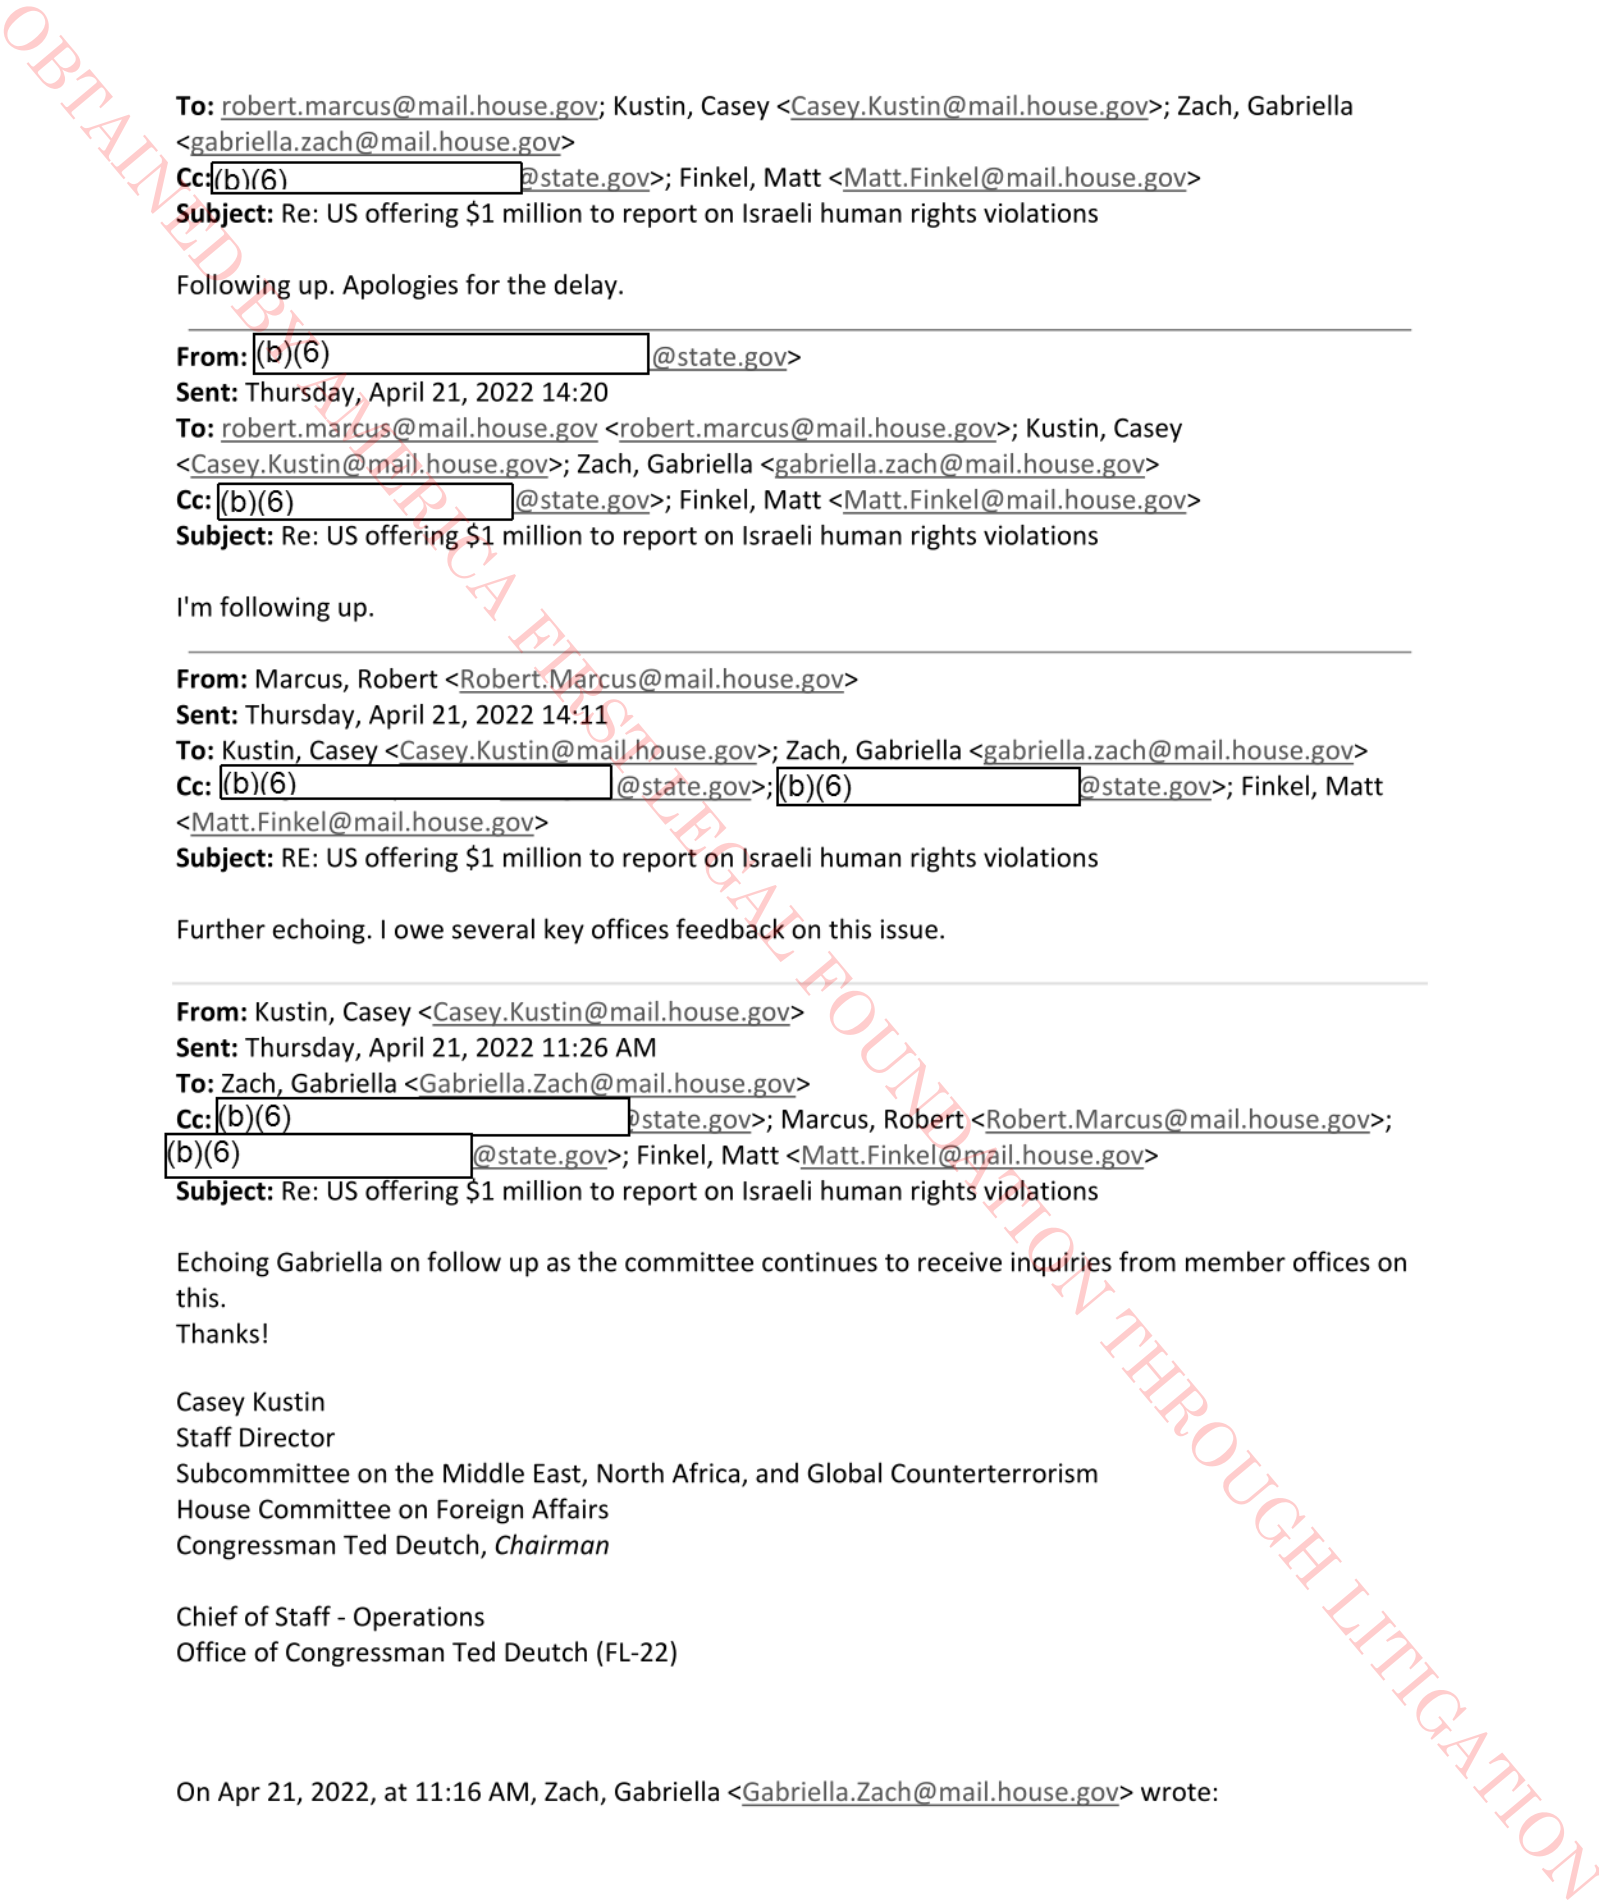 To: robert.marcus@mail.house.gov; Kustin, Casey <Casey.Kustin@mail.house.gov>; Zach, Gabriella
<gabriella.zach@mail.house.gov>
Cc: (b)(6) @state.gov>; Finkel, Matt <Matt.Finkel@mail.house.gov>
Subject: Re: US offering $1 million to report on Israeli human rights violations
Following up. Apologies for the delay.
From: (b)(6) @state.gov>
Sent: Thursday, April 21, 2022 14:20
To: robert.marcus@mail.house.gov <robert.marcus@mail.house.gov>; Kustin, Casey
<Casey.Kustin@mail.house.gov>; Zach, Gabriella <gabriella.zach@mail.house.gov>
Cc: (b)(6) @state.gov>; Finkel, Matt <Matt.Finkel@mail.house.gov>
Subject: Re: US offering $1 million to report on Israeli human rights violations
I'm following up.
From: Marcus, Robert <Robert.Marcus@mail.house.gov>
Sent: Thursday, April 21, 2022 14:11
To: Kustin, Casey <Casey.Kustin@mail.house.gov>; Zach, Gabriella <gabriella.zach@mail.house.gov>
Cc: (b)(6) @state.gov>; (b)(6) @state.gov>; Finkel, Matt
<Matt.Finkel@mail.house.gov>
Subject: RE: US offering $1 million to report on Israeli human rights violations
Further echoing. I owe several key offices feedback on this issue.
From: Kustin, Casey <Casey.Kustin@mail.house.gov>
Sent: Thursday, April 21, 2022 11:26 AM
To: Zach, Gabriella <Gabriella.Zach@mail.house.gov>
Cc: (b)(6) @state.gov>; Marcus, Robert <Robert.Marcus@mail.house.gov>;
(b)(6) @state.gov>; Finkel, Matt <Matt.Finkel@mail.house.gov>
Subject: Re: US offering $1 million to report on Israeli human rights violations
Echoing Gabriella on follow up as the committee continues to receive inquiries from member offices on
this.
Thanks!
Casey Kustin
Staff Director
Subcommittee on the Middle East, North Africa, and Global Counterterrorism
House Committee on Foreign Affairs
Congressman Ted Deutch, Chairman
Chief of Staff - Operations
Office of Congressman Ted Deutch (FL-22)
On Apr 21, 2022, at 11:16 AM, Zach, Gabriella <Gabriella.Zach@mail.house.gov> wrote:
OBTAINED BY AMERICA FIRST LEGAL FOUNDATION THROUGH LITIGATION